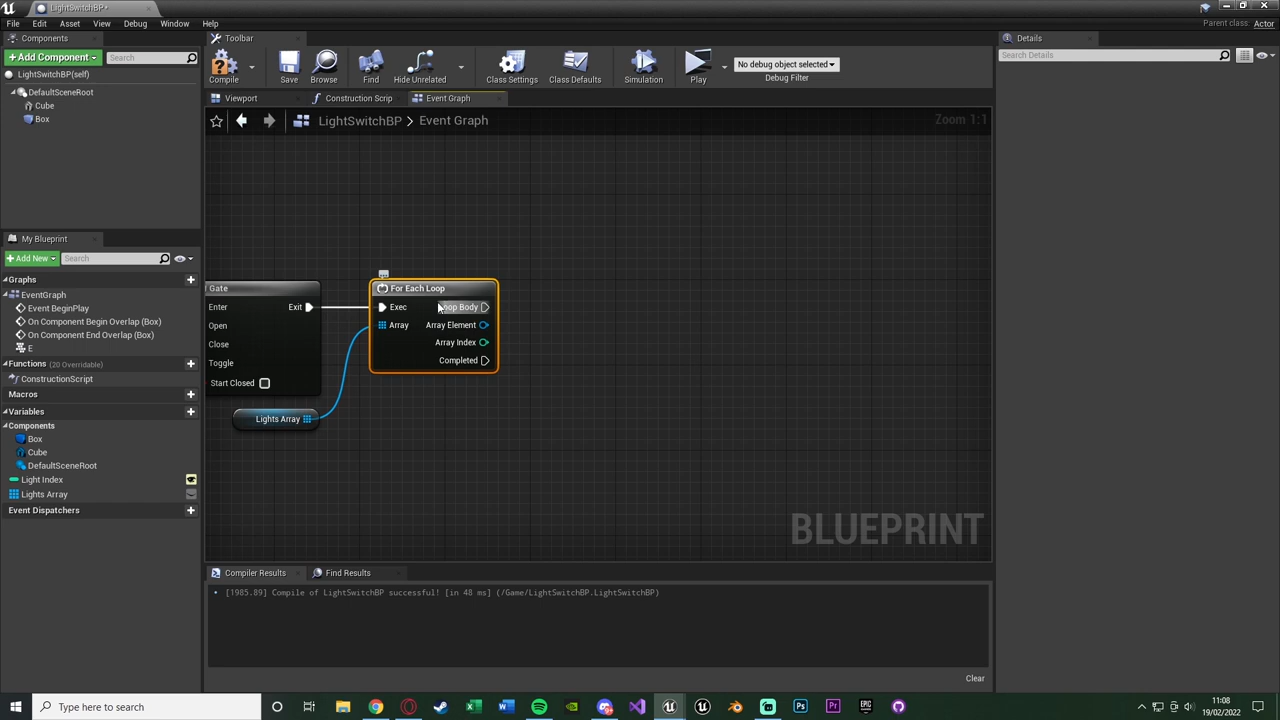 LightSwitchBP*
File Edit Asset View Debug Window Help
Parent class: Actor
Components
+Add Component
Search
LightSwitchBP(self)
DefaultSceneRoot
Cube
Box
My Blueprint
+Add New
Search
Graphs
EventGraph
Event BeginPlay
On Component Begin Overlap (Box)
On Component End Overlap (Box)
E
Functions (20 Overridable)
ConstructionScript
Macros
Variables
Components
Box
Cube
DefaultSceneRoot
Light Index
Lights Array
Event Dispatchers
Toolbar
Compile
Save
Browse
Find
Hide Unrelated
Class Settings
Class Defaults
Simulation
Play
No debug object selected
Debug Filter
Viewport
Construction Scrip
Event Graph
LightSwitchBP > Event Graph
Zoom 1:1
Gate
Enter
Exit
Open
Close
Toggle
Start Closed
Lights Array
For Each Loop
Exec
oop Body
Array
Array Element
Array Index
Completed
BLUEPRINT
Compiler Results
Find Results
[1985.89] Compile of LightSwitchBP successful! [in 48 ms] (/Game/LightSwitchBP.LightSwitchBP)
Clear
Details
Search Details
Type here to search
11:08
19/02/2022